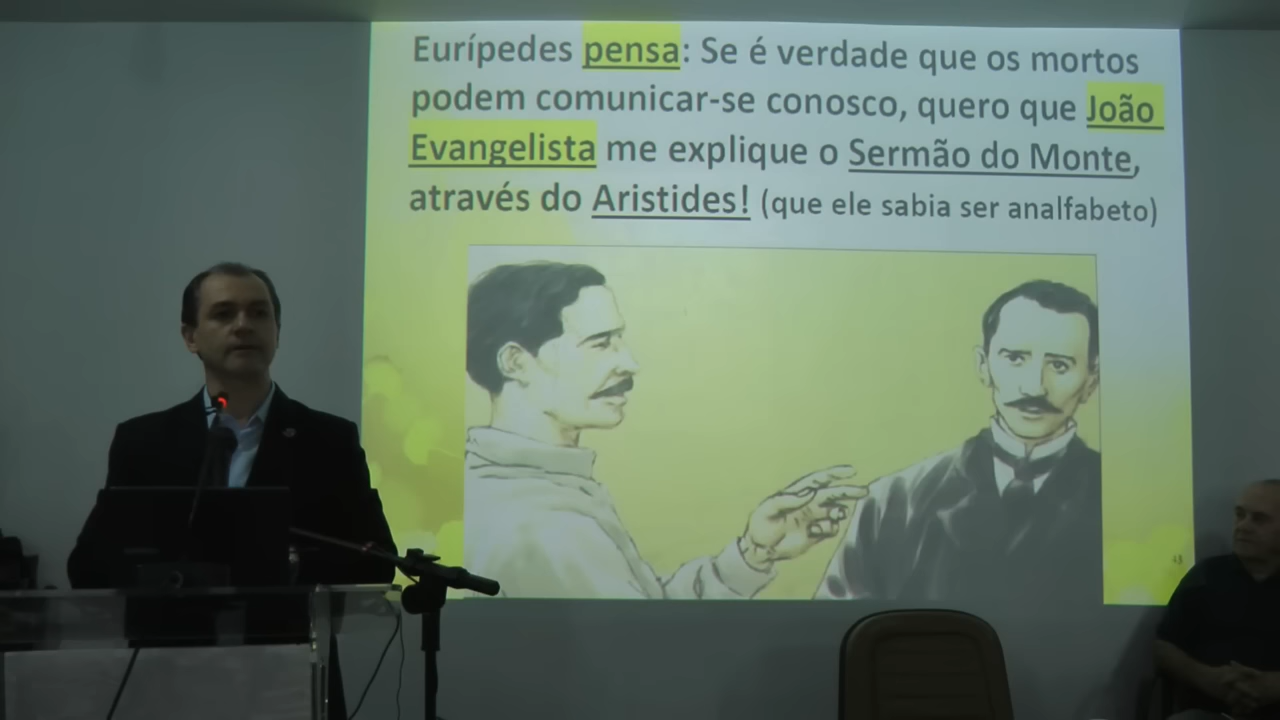 Eurípedes pensa: Se é verdade que os mortos
podem comunicar-se conosco, quero que João
Evangelista me explique o Sermão do Monte,
através do Aristides! (que ele sabia ser analfabeto)